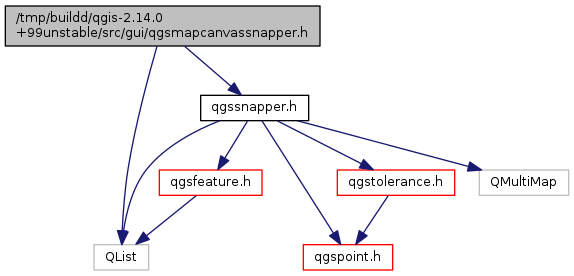 /tmp/buildd/qgis-2.14.0
+99unstable/src/gui/qgsmapcanvassnapper.h
qgssnapper.h
qgsfeature.h
qgstolerance.h
QMultiMap
QList
qgspoint.h